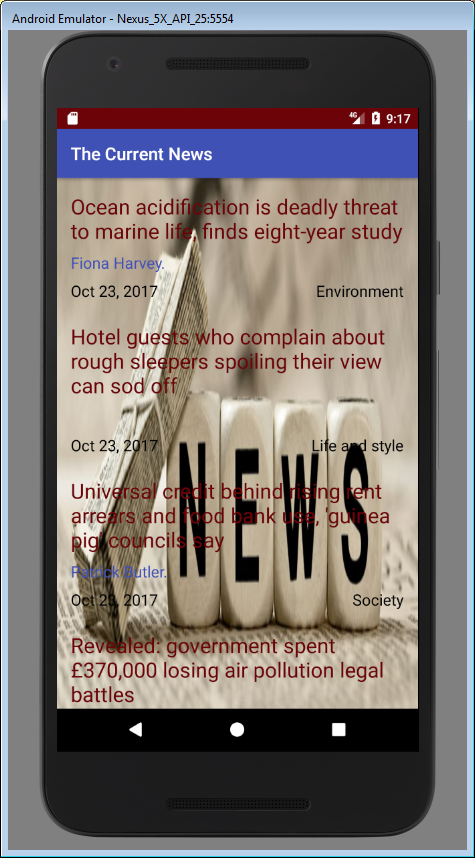 Android Emulator - Nexus_5X_API_25:5554
4G 9:17
The Current News
Ocean acidification is deadly threat
to marine life, finds eight-year study
Fiona Harvey.
Oct 23, 2017 Environment
Hotel guests who complain about
rough sleepers spoiling their view
can sod off
Oct 23, 2017 Life and style
NEWS
Universal credit behind rising rent
arrears and food bank use, 'guinea
pig' councils say
Patrick Butler.
Oct 23, 2017 Society
Revealed: government spent
£370,000 losing air pollution legal
battles